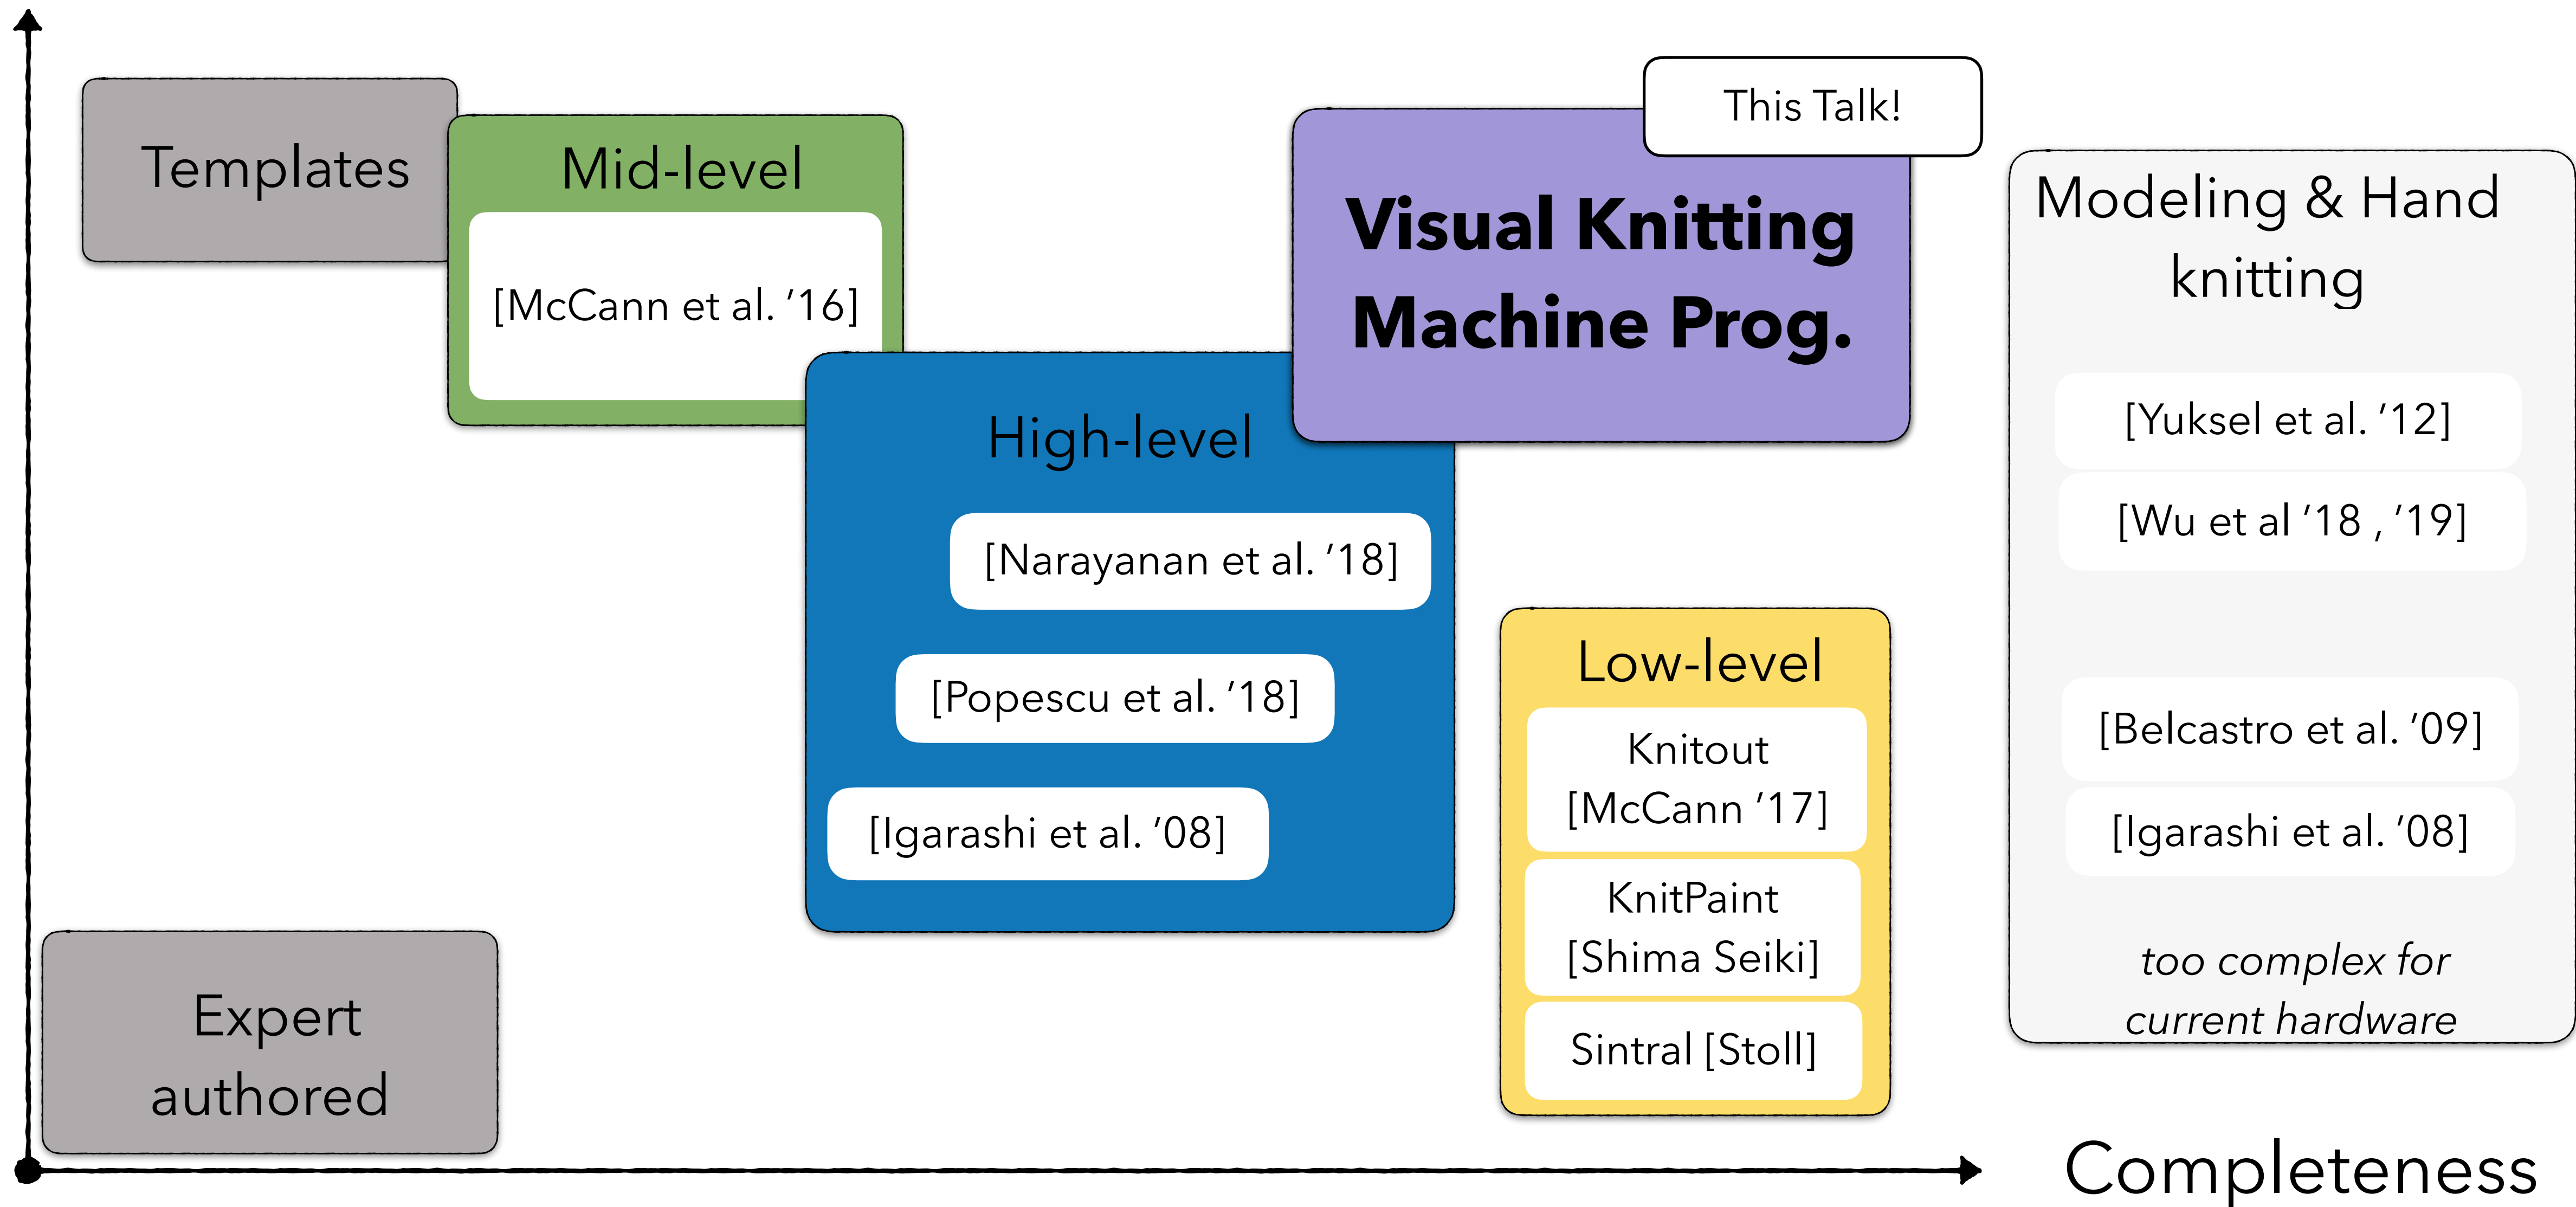 This Talk!
Templates
Mid-level
[McCann et al. ’16]
Visual Knitting
Machine Prog.
Modeling & Hand
knitting
[Yuksel et al. ’12]
[Wu et al ’18 , ’19]
[Belcastro et al. ’09]
[Igarashi et al. ’08]
too complex for
current hardware
High-level
[Narayanan et al. ’18]
[Popescu et al. ’18]
[Igarashi et al. ’08]
Low-level
Knitout
[McCann ’17]
KnitPaint
[Shima Seiki]
Sintral [Stoll]
Expert
authored
Completeness